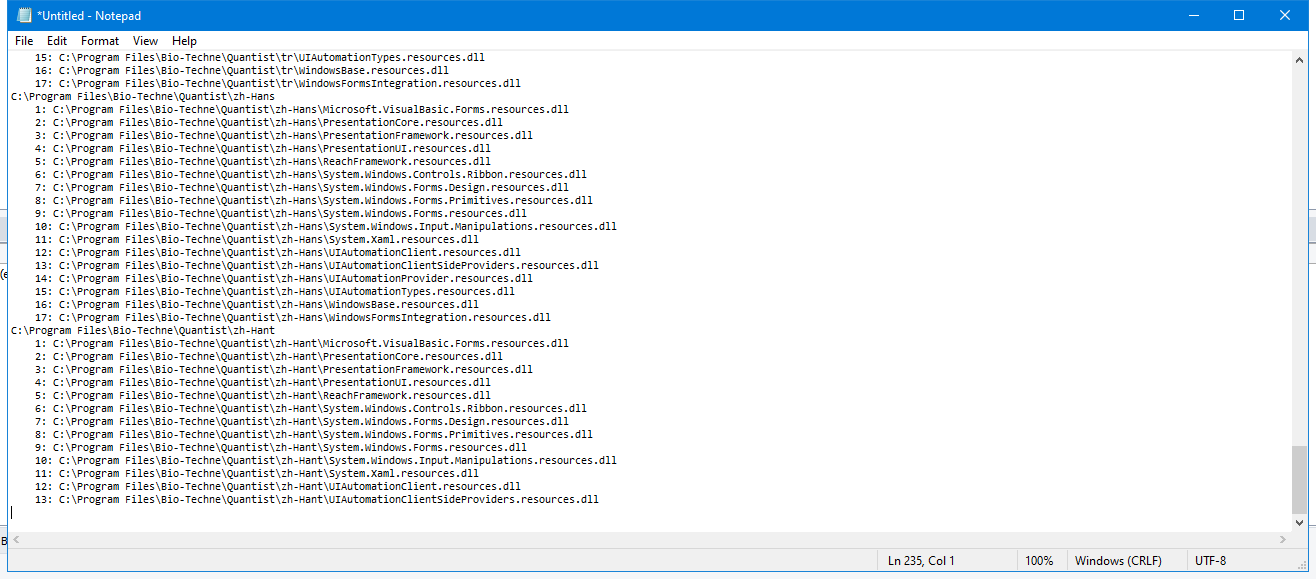 *Untitled - Notepad
File Edit Format View Help
15: C:\Program Files\Bio-Techne\Quantist\tr\UIAutomationTypes.resources.dll
16: C:\Program Files\Bio-Techne\Quantist\tr\WindowsBase.resources.dll
17: C:\Program Files\Bio-Techne\Quantist\tr\WindowsFormsIntegration.resources.dll
C:\Program Files\Bio-Techne\Quantist\zh-Hans
1: C:\Program Files\Bio-Techne\Quantist\zh-Hans\Microsoft.VisualBasic.Forms.resources.dll
2: C:\Program Files\Bio-Techne\Quantist\zh-Hans\PresentationCore.resources.dll
3: C:\Program Files\Bio-Techne\Quantist\zh-Hans\PresentationFramework.resources.dll
4: C:\Program Files\Bio-Techne\Quantist\zh-Hans\PresentationUI.resources.dll
5: C:\Program Files\Bio-Techne\Quantist\zh-Hans\ReachFramework.resources.dll
6: C:\Program Files\Bio-Techne\Quantist\zh-Hans\System.Windows.Controls.Ribbon.resources.dll
7: C:\Program Files\Bio-Techne\Quantist\zh-Hans\System.Windows.Forms.Design.resources.dll
8: C:\Program Files\Bio-Techne\Quantist\zh-Hans\System.Windows.Forms.Primitives.resources.dll
9: C:\Program Files\Bio-Techne\Quantist\zh-Hans\System.Windows.Forms.resources.dll
10: C:\Program Files\Bio-Techne\Quantist\zh-Hans\System.Windows.Input.Manipulations.resources.dll
11: C:\Program Files\Bio-Techne\Quantist\zh-Hans\System.Xaml.resources.dll
12: C:\Program Files\Bio-Techne\Quantist\zh-Hans\UIAutomationClient.resources.dll
13: C:\Program Files\Bio-Techne\Quantist\zh-Hans\UIAutomationClientSideProviders.resources.dll
14: C:\Program Files\Bio-Techne\Quantist\zh-Hans\UIAutomationProvider.resources.dll
15: C:\Program Files\Bio-Techne\Quantist\zh-Hans\UIAutomationTypes.resources.dll
16: C:\Program Files\Bio-Techne\Quantist\zh-Hans\WindowsBase.resources.dll
17: C:\Program Files\Bio-Techne\Quantist\zh-Hans\WindowsFormsIntegration.resources.dll
C:\Program Files\Bio-Techne\Quantist\zh-Hant
1: C:\Program Files\Bio-Techne\Quantist\zh-Hant\Microsoft.VisualBasic.Forms.resources.dll
2: C:\Program Files\Bio-Techne\Quantist\zh-Hant\PresentationCore.resources.dll
3: C:\Program Files\Bio-Techne\Quantist\zh-Hant\PresentationFramework.resources.dll
4: C:\Program Files\Bio-Techne\Quantist\zh-Hant\PresentationUI.resources.dll
5: C:\Program Files\Bio-Techne\Quantist\zh-Hant\ReachFramework.resources.dll
6: C:\Program Files\Bio-Techne\Quantist\zh-Hant\System.Windows.Controls.Ribbon.resources.dll
7: C:\Program Files\Bio-Techne\Quantist\zh-Hant\System.Windows.Forms.Design.resources.dll
8: C:\Program Files\Bio-Techne\Quantist\zh-Hant\System.Windows.Forms.Primitives.resources.dll
9: C:\Program Files\Bio-Techne\Quantist\zh-Hant\System.Windows.Forms.resources.dll
10: C:\Program Files\Bio-Techne\Quantist\zh-Hant\System.Windows.Input.Manipulations.resources.dll
11: C:\Program Files\Bio-Techne\Quantist\zh-Hant\System.Xaml.resources.dll
12: C:\Program Files\Bio-Techne\Quantist\zh-Hant\UIAutomationClient.resources.dll
13: C:\Program Files\Bio-Techne\Quantist\zh-Hant\UIAutomationClientSideProviders.resources.dll
Ln 235, Col 1 100% Windows (CRLF) UTF-8